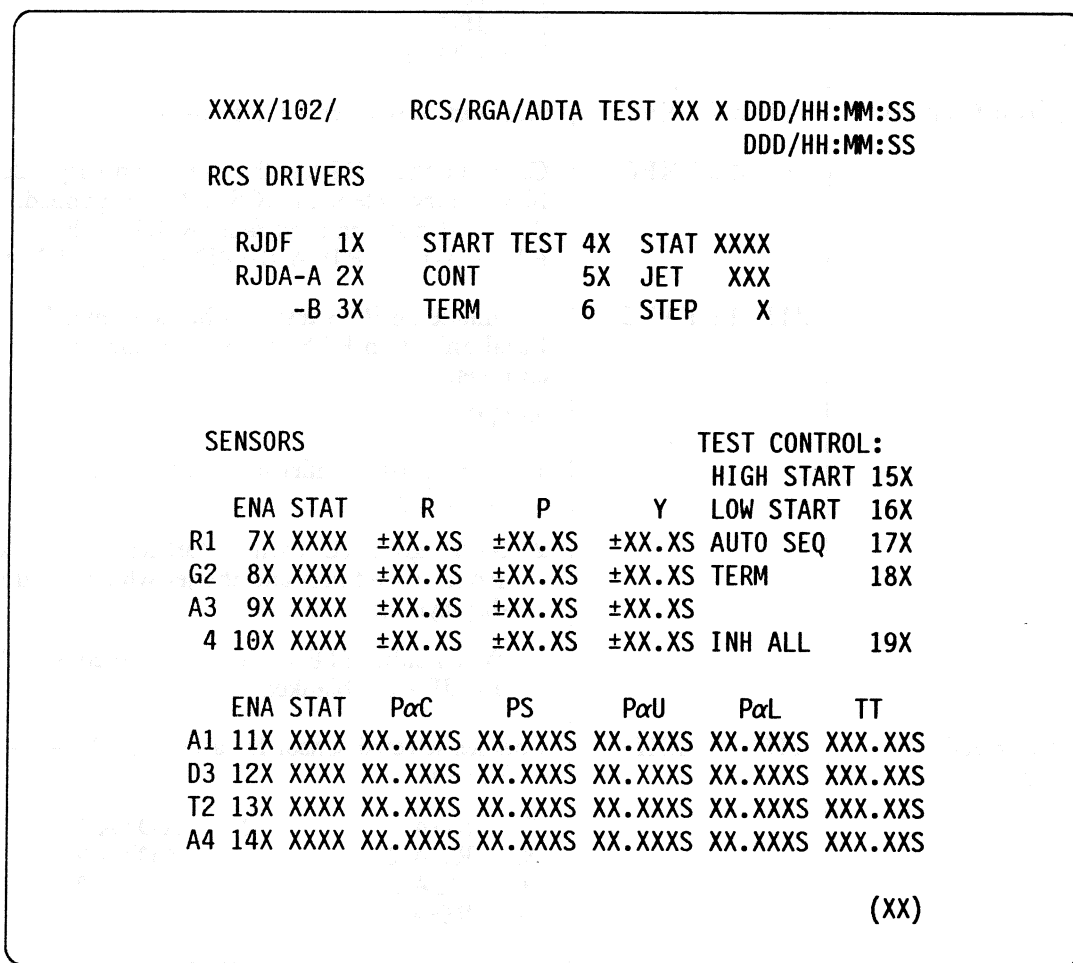 XXXX/102/ RCS/RGA/ADTA TEST XX X DDD/HH:MM:SS
DDD/HH:MM:SS
RCS DRIVERS
RJDF 1X START TEST 4X STAT XXXX
RJDA-A 2X CONT 5X JET XXX
-B 3X TERM 6 STEP X
SENSORS TEST CONTROL:
HIGH START 15X
ENA STAT R P Y LOW START 16X
R1 7X XXXX ±XX.XS ±XX.XS ±XX.XS AUTO SEQ 17X
G2 8X XXXX ±XX.XS ±XX.XS ±XX.XS TERM 18X
A3 9X XXXX ±XX.XS ±XX.XS ±XX.XS
4 10X XXXX ±XX.XS ±XX.XS ±XX.XS INH ALL 19X
ENA STAT PαC PS PαU PαL TT
A1 11X XXXX XX.XXXS XX.XXXS XX.XXXS XX.XXXS XXX.XXS
D3 12X XXXX XX.XXXS XX.XXXS XX.XXXS XX.XXXS XXX.XXS
T2 13X XXXX XX.XXXS XX.XXXS XX.XXXS XX.XXXS XXX.XXS
A4 14X XXXX XX.XXXS XX.XXXS XX.XXXS XX.XXXS XXX.XXS
(XX)